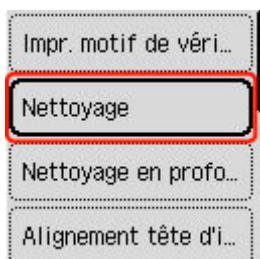 Impr. motif de véri...
Nettoyage
Nettoyage en profo...
Alignement tête d'i...